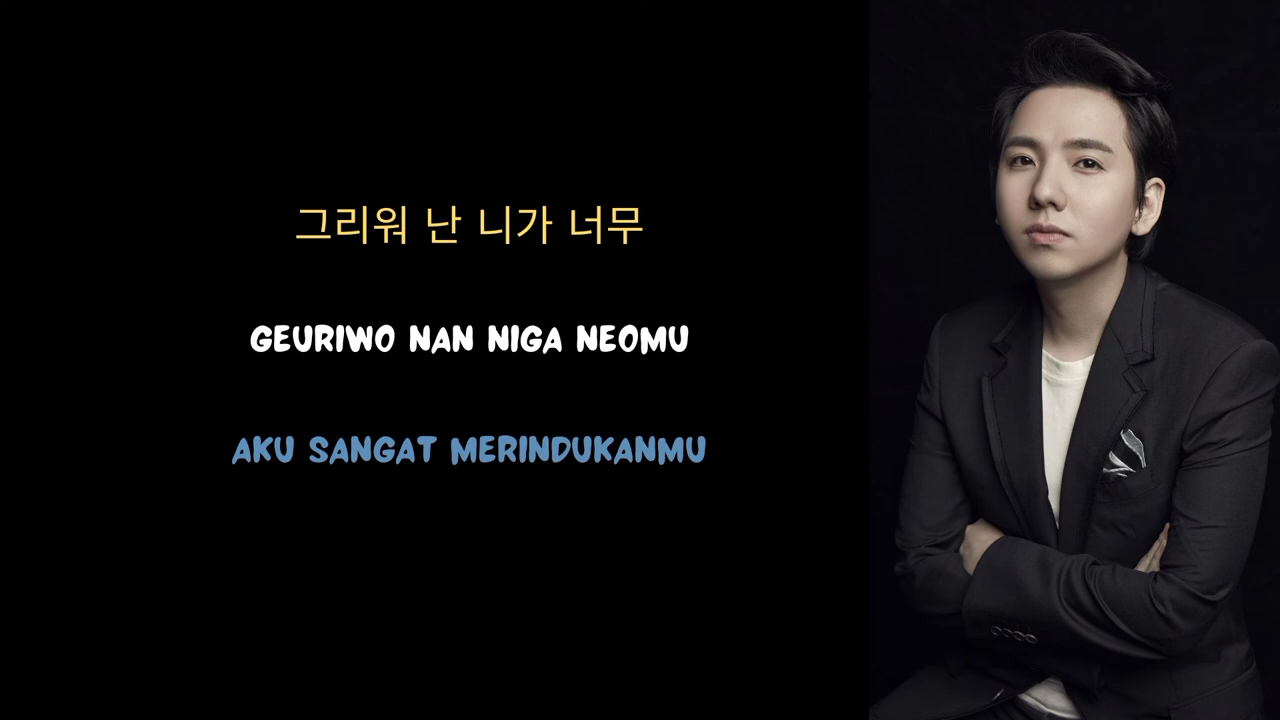 그리워 난 니가 너무
GEURIWO NAN NIGA NEOMU
AKU SANGAT MERINDUKANMU